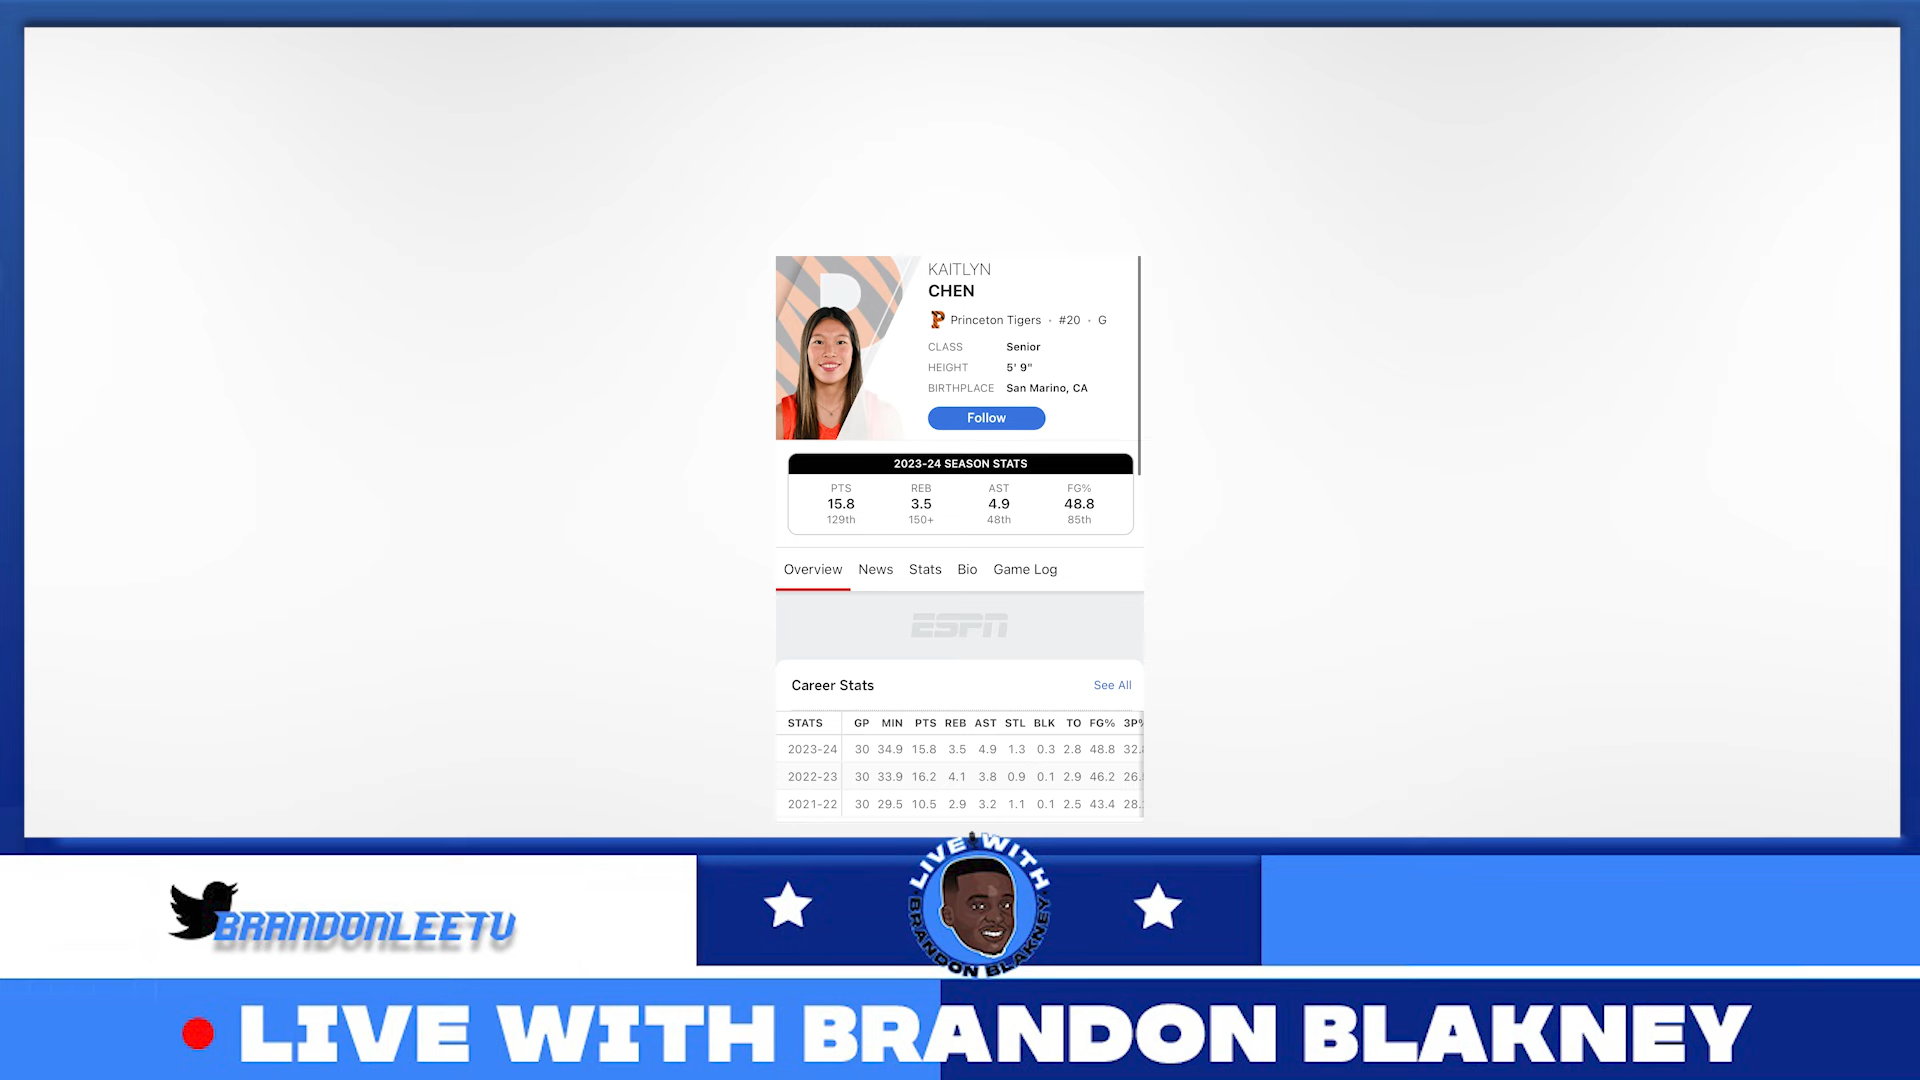 KAITLYN
CHEN
Princeton Tigers · #20 · G
CLASS Senior
HEIGHT 5' 9"
BIRTHPLACE San Marino, CA
Follow
2023-24 SEASON STATS
PTS REB AST FG%
15.8 3.5 4.9 48.8
129th 150+ 48th 85th
Overview News Stats Bio Game Log
ESPN
Career Stats See All
STATS GP MIN PTS REB AST STL BLK TO FG% 3P%
2023-24 30 34.9 15.8 3.5 4.9 1.3 0.3 2.8 48.8 32.
2022-23 30 33.9 16.2 4.1 3.8 0.9 0.1 2.9 46.2 26.
2021-22 30 29.5 10.5 2.9 3.2 1.1 0.1 2.5 43.4 28.
LIVE WITH
BRANDON BLAKNEY
BRANDONLEETV
LIVE WITH BRANDON BLAKNEY